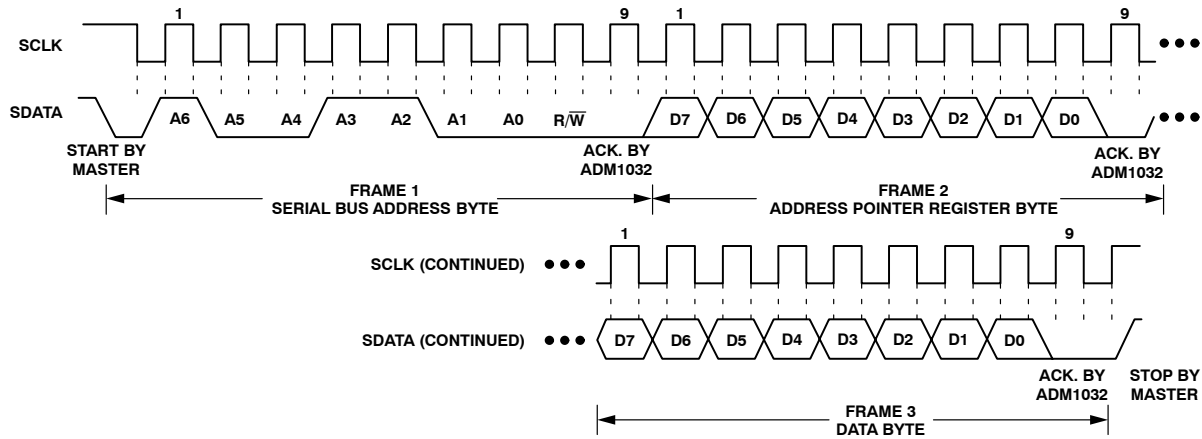 1 9 1 9
SCLK
SDATA A6 A5 A4 A3 A2 A1 A0 R/W̅ D7 D6 D5 D4 D3 D2 D1 D0
START BY
MASTER
ACK. BY
ADM1032
ACK. BY
ADM1032
FRAME 1
SERIAL BUS ADDRESS BYTE
FRAME 2
ADDRESS POINTER REGISTER BYTE
1 9
SCLK (CONTINUED)
SDATA (CONTINUED) D7 D6 D5 D4 D3 D2 D1 D0
ACK. BY
ADM1032
STOP BY
MASTER
FRAME 3
DATA BYTE